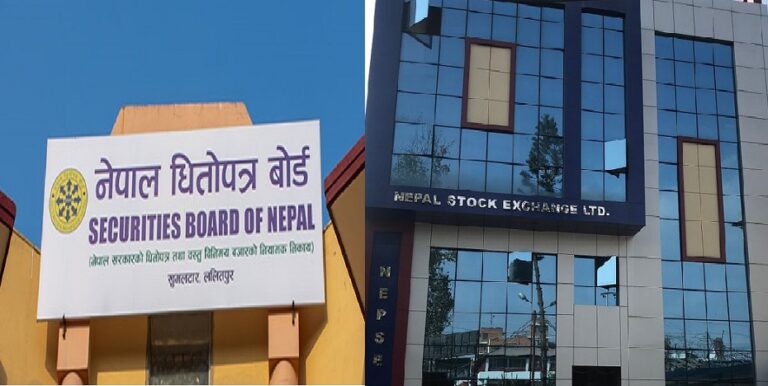 नेपाल धितोपत्र बोर्ड
SECURITIES BOARD OF NEPAL
(नेपाल सरकारको धितोपत्र तथा वस्तु विनिमय बजारको नियामक निकाय)
खुमलटार, ललितपुर
NEPAL STOCK EXCHANGE LTD.
NEPSE